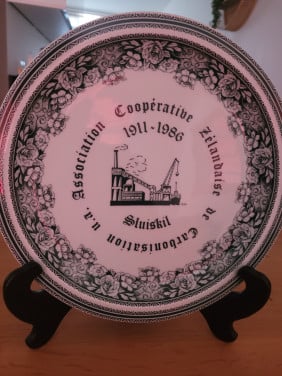 Association Coopérative Zélandaise de Carbonisation n.v.
1911-1986
Sluiskil